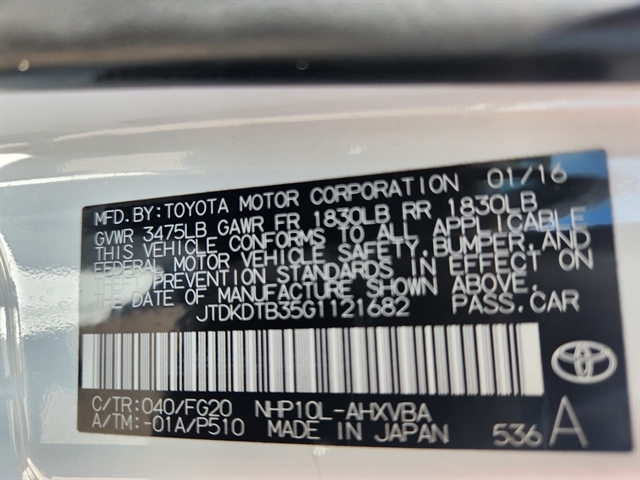 MFD.BY:TOYOTA MOTOR CORPORATION 01/16
GVWR 3475LB GAWR FR 1830LB RR 1830LB
THIS VEHICLE CONFORMS TO ALL APPLICABLE
FEDERAL MOTOR VEHICLE SAFETY,BUMPER,AND
THEFT PREVENTION STANDARDS IN EFFECT ON
THE DATE OF MANUFACTURE SHOWN ABOVE.
JTDKDTB35G1121682 PASS.CAR
C/TR:040/FG20 NHP10L-AHXVBA
A/TM:-01A/P510 MADE IN JAPAN 536 A